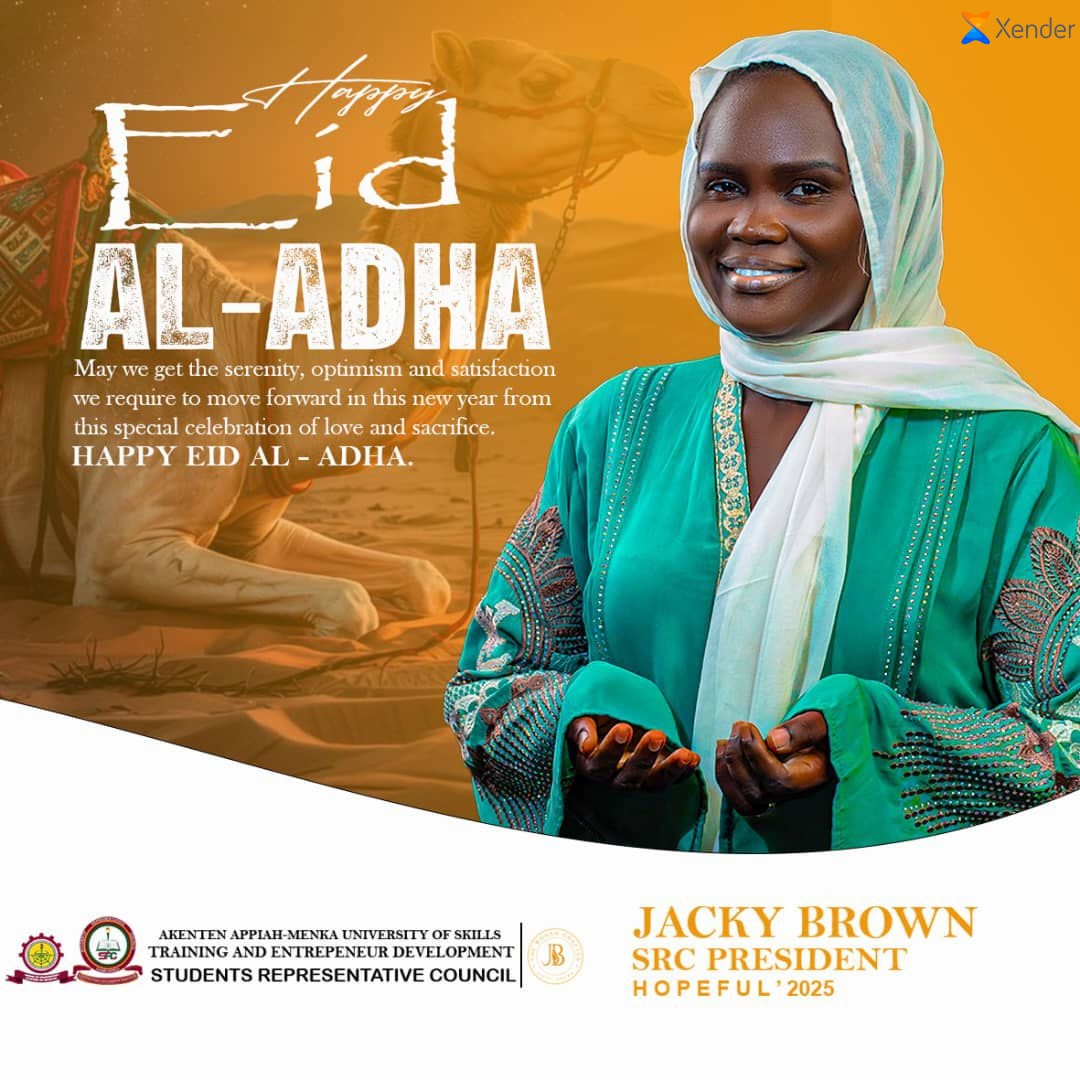 Xender
Happy
Eid
AL-ADHA
May we get the serenity, optimism and satisfaction
we require to move forward in this new year from
this special celebration of love and sacrifice.
HAPPY EID AL – ADHA.
AKENTEN APPIAH-MENKA UNIVERSITY OF SKILLS
TRAINING AND ENTREPENEUR DEVELOPMENT
STUDENTS REPRESENTATIVE COUNCIL
SRC
JB
JACKY BROWN
SRC PRESIDENT
HOPEFUL’ 2025